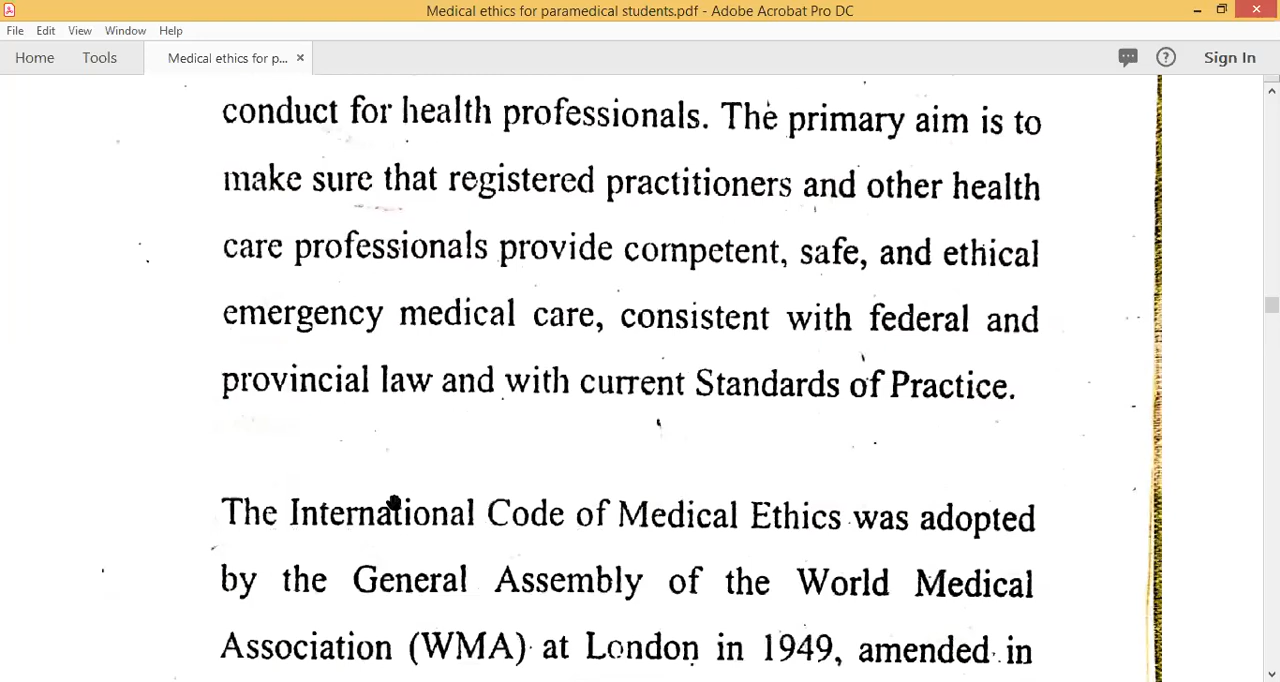 Medical ethics for paramedical students.pdf - Adobe Acrobat Pro DC
File Edit View Window Help
Home Tools Medical ethics for p... × Sign In
conduct for health professionals. The primary aim is to
make sure that registered practitioners and other health
care professionals provide competent, safe, and ethical
emergency medical care, consistent with federal and
provincial law and with current Standards of Practice.
The International Code of Medical Ethics was adopted
by the General Assembly of the World Medical
Association (WMA) at London in 1949, amended in